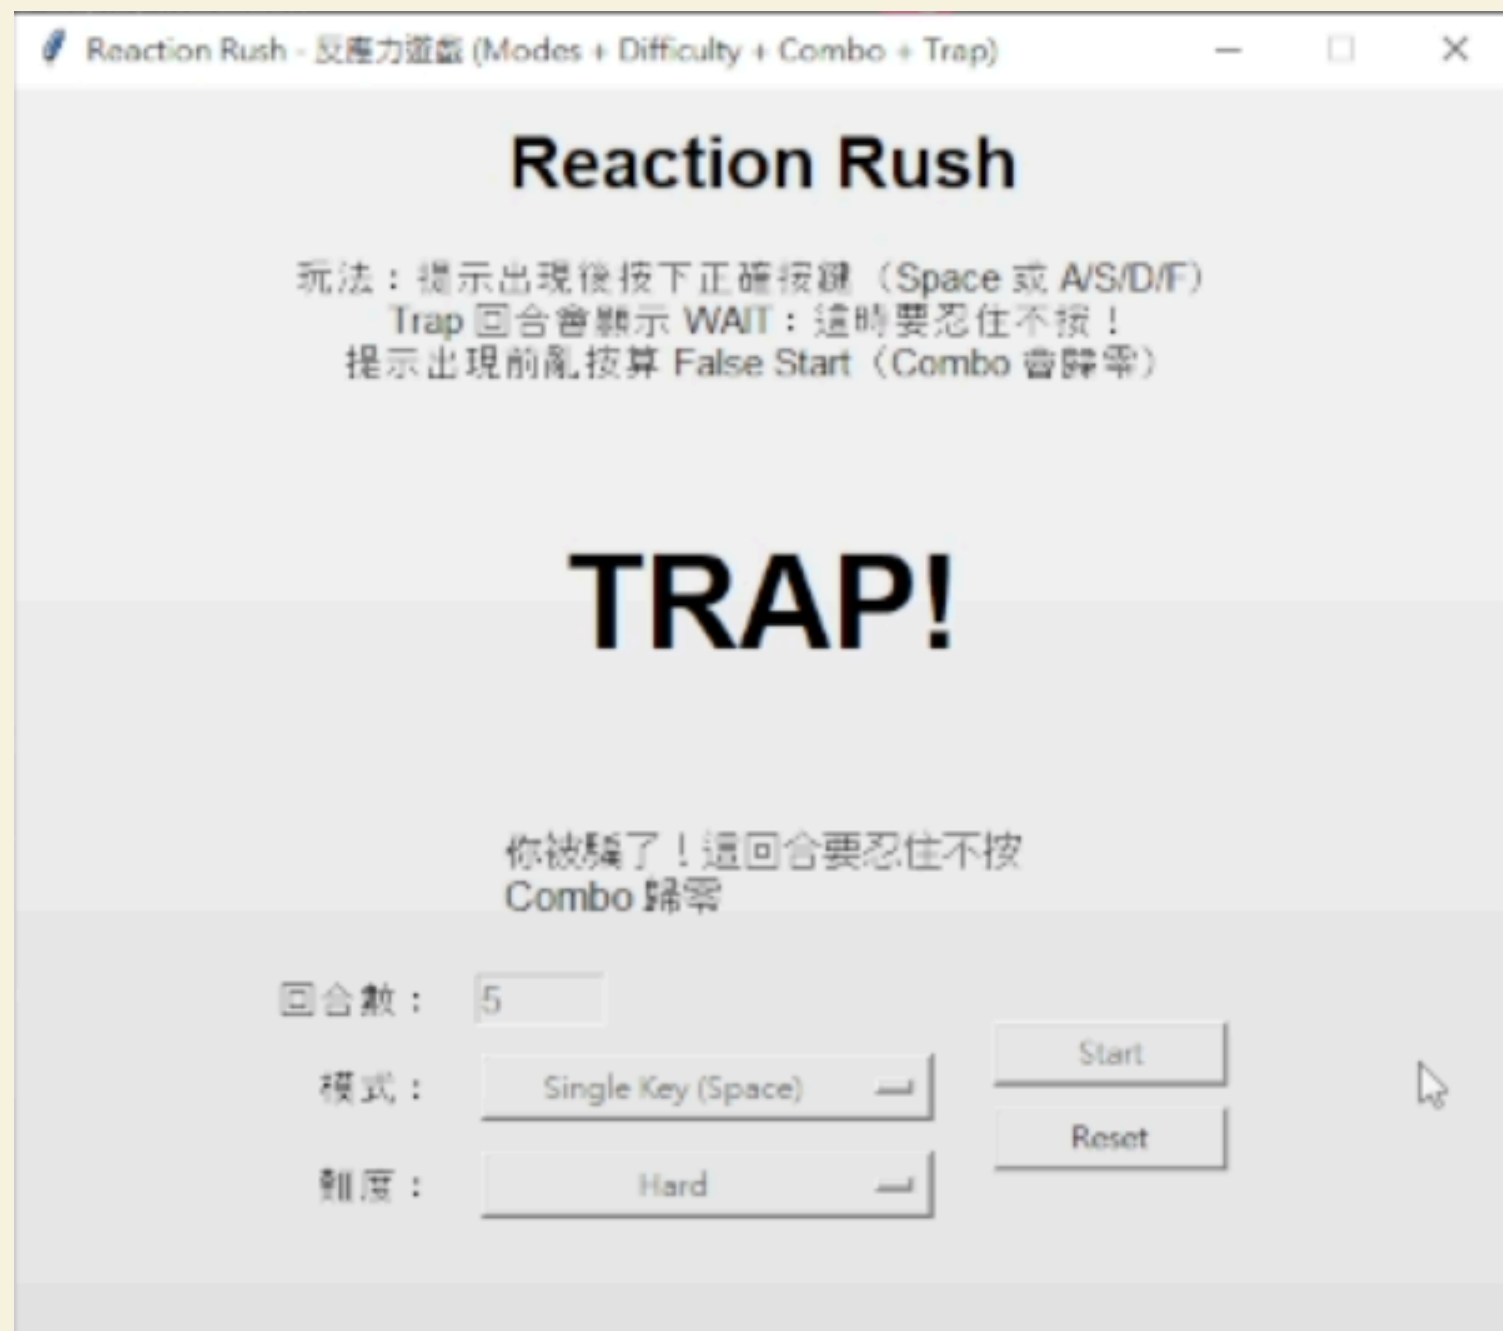 Reaction Rush - 反應力遊戲 (Modes + Difficulty + Combo + Trap)
Reaction Rush
玩法：提示出現後按下正確按鍵（Space 或 A/S/D/F）
Trap 回合會顯示 WAIT：這時要忍住不按！
提示出現前亂按算 False Start（Combo 會歸零）
TRAP!
你被騙了！這回合要忍住不按
Combo 歸零
回合數： 5
模式： Single Key (Space)
難度： Hard
Start
Reset